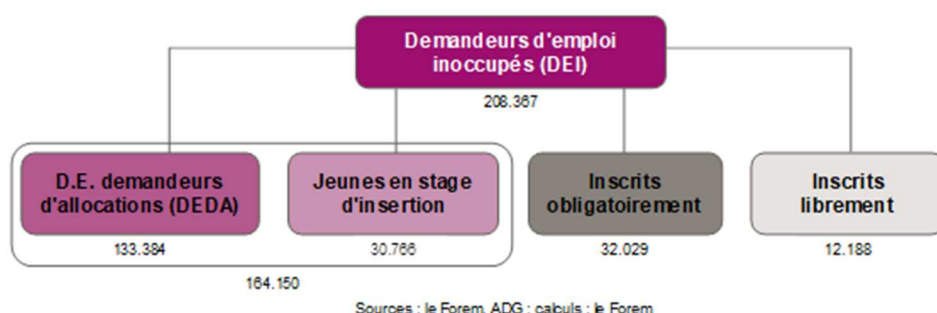 Demandeurs d'emploi
inoccupés (DEI)
208.367
D.E. demandeurs
d'allocations (DEDA)
133.384
Jeunes en stage
d'insertion
30.766
Inscrits
obligatoirement
32.029
Inscrits
librement
12.188
164.150
Sources : le Forem, ADG ; calculs : le Forem